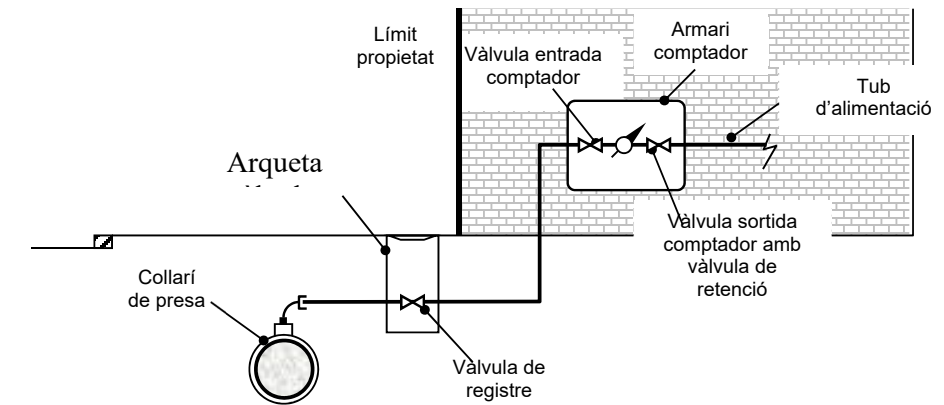 Límit
propietat
Vàlvula entrada
comptador
Armari
comptador
Tub
d'alimentació
Arqueta
Vàlvula sortida
comptador amb
vàlvula de
retenció
Collarí
de presa
Vàlvula de
registre